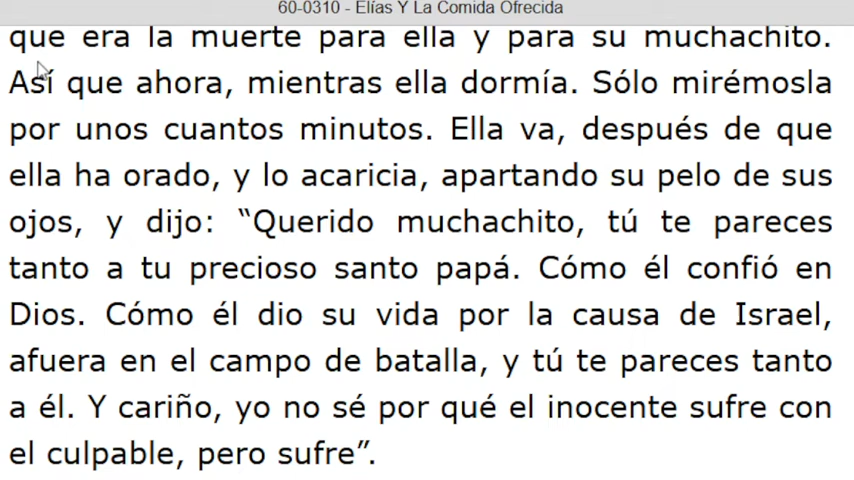 60-0310 - Elías Y La Comida Ofrecida
que era la muerte para ella y para su muchachito.
Así que ahora, mientras ella dormía. Sólo mirémosla
por unos cuantos minutos. Ella va, después de que
ella ha orado, y lo acaricia, apartando su pelo de sus
ojos, y dijo: “Querido muchachito, tú te pareces
tanto a tu precioso santo papá. Cómo él confió en
Dios. Cómo él dio su vida por la causa de Israel,
afuera en el campo de batalla, y tú te pareces tanto
a él. Y cariño, yo no sé por qué el inocente sufre con
el culpable, pero sufre”.